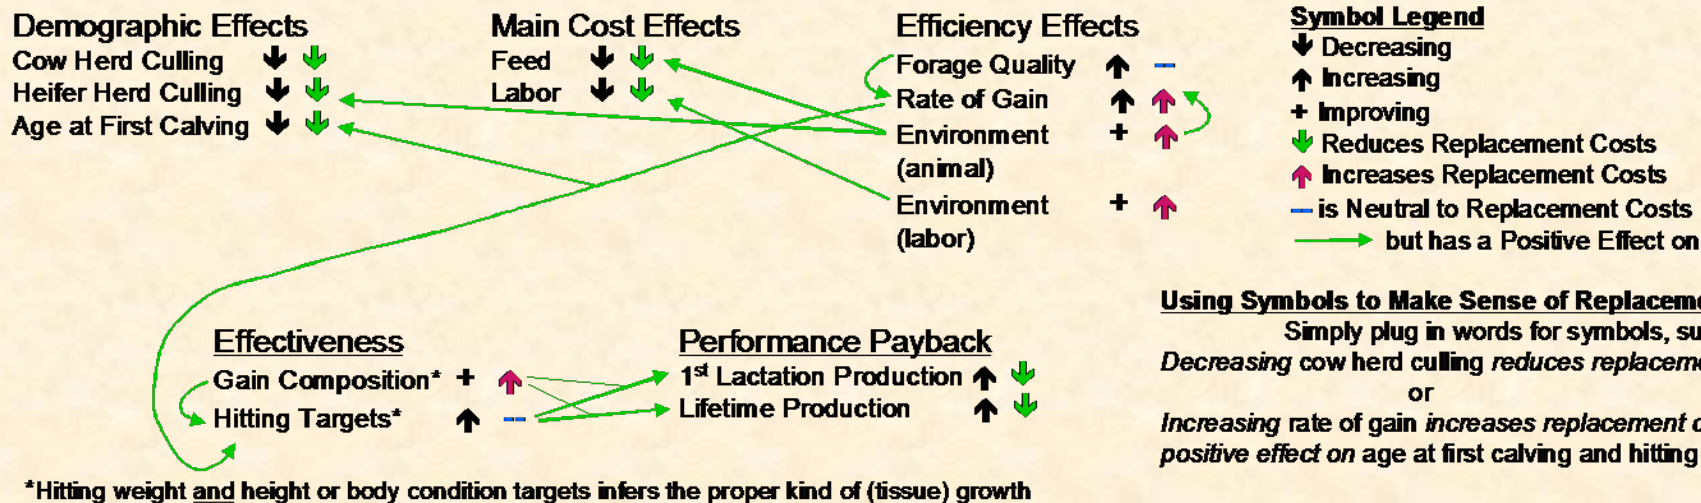 Demographic Effects
Cow Herd Culling
Heifer Herd Culling
Age at First Calving
Main Cost Effects
Feed
Labor
Efficiency Effects
Forage Quality
Rate of Gain
Environment +
(animal)
Environment +
(labor)
Symbol Legend
Decreasing
Increasing
+ Improving
Reduces Replacement Costs
Increases Replacement Costs
is Neutral to Replacement Costs
but has a Positive Effect on
Effectiveness
Gain Composition* +
Hitting Targets*
Performance Payback
1st Lactation Production
Lifetime Production
Using Symbols to Make Sense of
Simply plug in words for symbols,
Decreasing cow herd culling reduces
or
Increasing rate of gain increases replacement
positive effect on age at first calving and hitting
*Hitting weight and height or body condition targets infers the proper kind of (tissue) growth